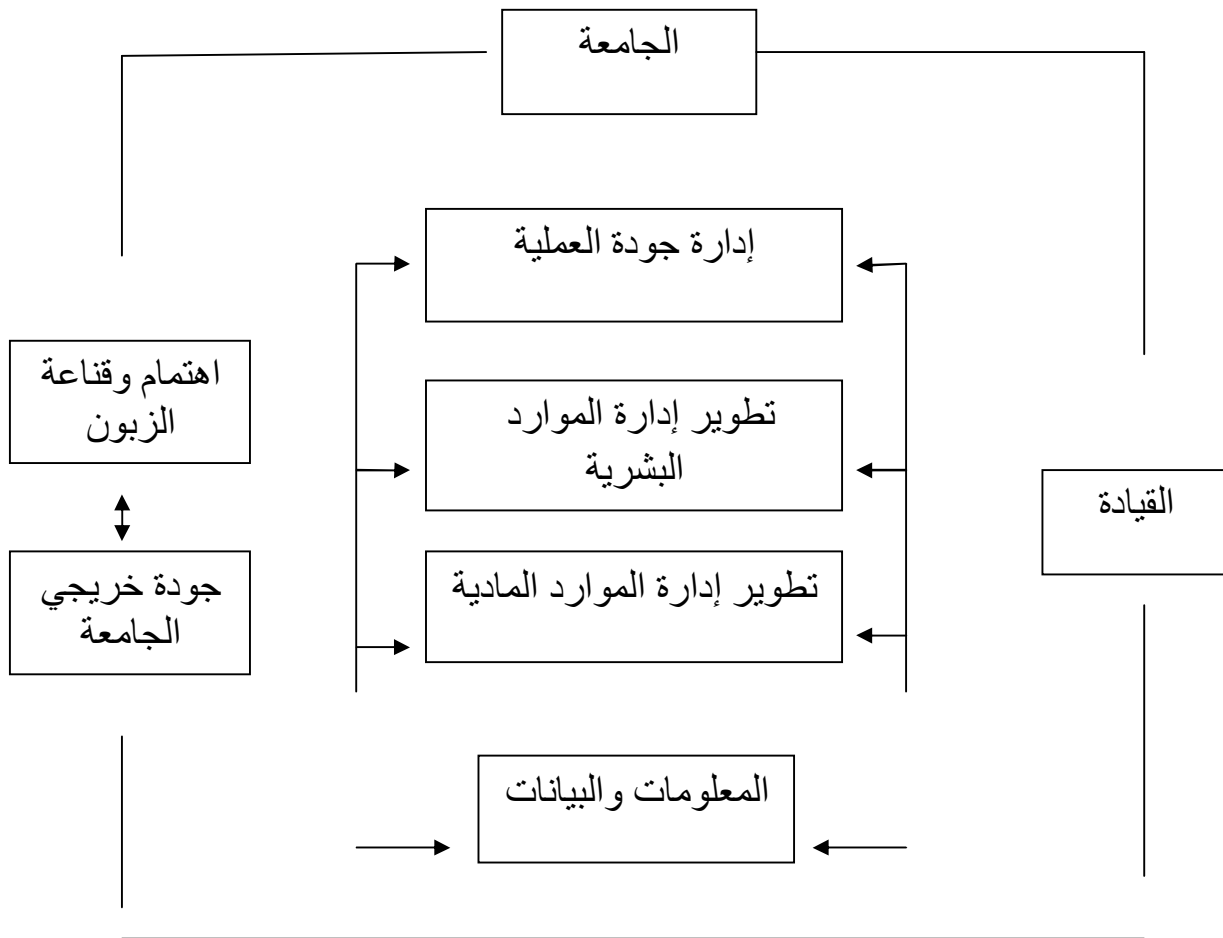 الجامعة
إدارة جودة العملية
اهتمام وقناعة
الزبون
تطوير إدارة الموارد
البشرية
القيادة
جودة خريجي
الجامعة
تطوير إدارة الموارد المادية
المعلومات والبيانات